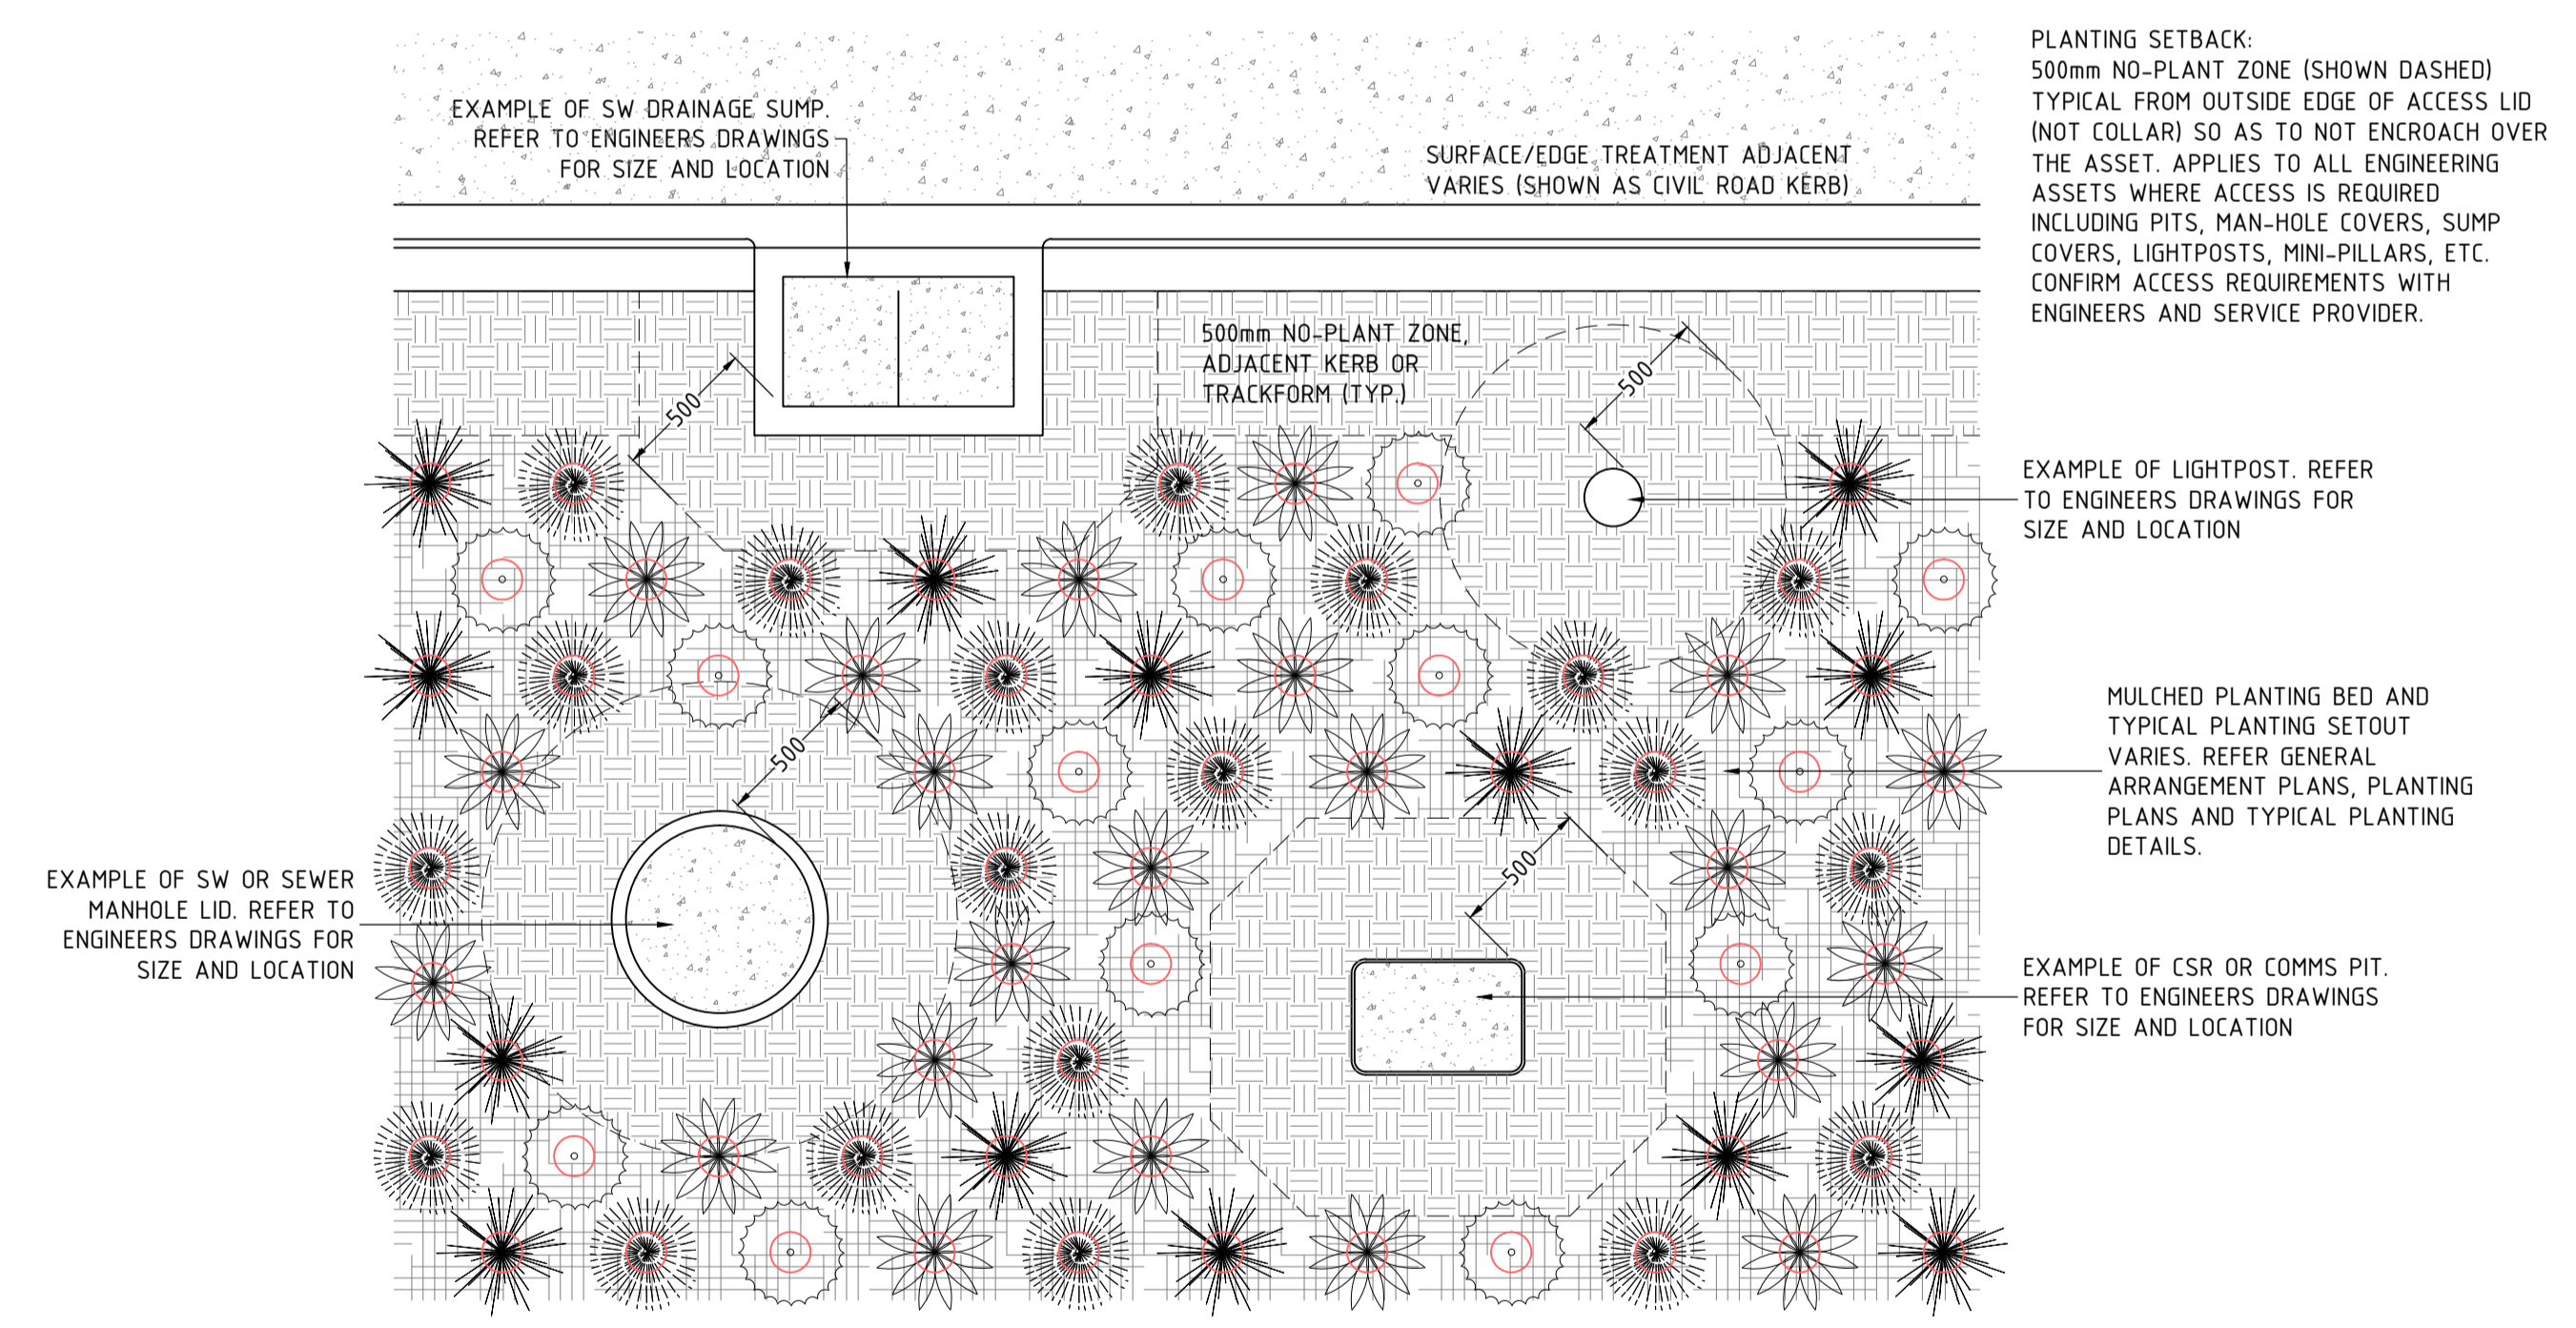 PLANTING SETBACK:
500mm NO-PLANT ZONE (SHOWN DASHED)
TYPICAL FROM OUTSIDE EDGE OF ACCESS LID
(NOT COLLAR) SO AS TO NOT ENCROACH OVER
THE ASSET. APPLIES TO ALL ENGINEERING
ASSETS WHERE ACCESS IS REQUIRED
INCLUDING PITS, MAN-HOLE COVERS, SUMP
COVERS, LIGHTPOSTS, MINI-PILLARS, ETC.
CONFIRM ACCESS REQUIREMENTS WITH
ENGINEERS AND SERVICE PROVIDER.
EXAMPLE OF SW DRAINAGE SUMP.
REFER TO ENGINEERS DRAWINGS
FOR SIZE AND LOCATION
SURFACE/EDGE TREATMENT ADJACENT
VARIES (SHOWN AS CIVIL ROAD KERB)
500mm NO-PLANT ZONE,
ADJACENT KERB OR
TRACKFORM (TYP.)
500
500
EXAMPLE OF LIGHTPOST. REFER
TO ENGINEERS DRAWINGS FOR
SIZE AND LOCATION
MULCHED PLANTING BED AND
TYPICAL PLANTING SETOUT
VARIES. REFER GENERAL
ARRANGEMENT PLANS, PLANTING
PLANS AND TYPICAL PLANTING
DETAILS.
500
500
EXAMPLE OF SW OR SEWER
MANHOLE LID. REFER TO
ENGINEERS DRAWINGS FOR
SIZE AND LOCATION
EXAMPLE OF CSR OR COMMS PIT.
REFER TO ENGINEERS DRAWINGS
FOR SIZE AND LOCATION